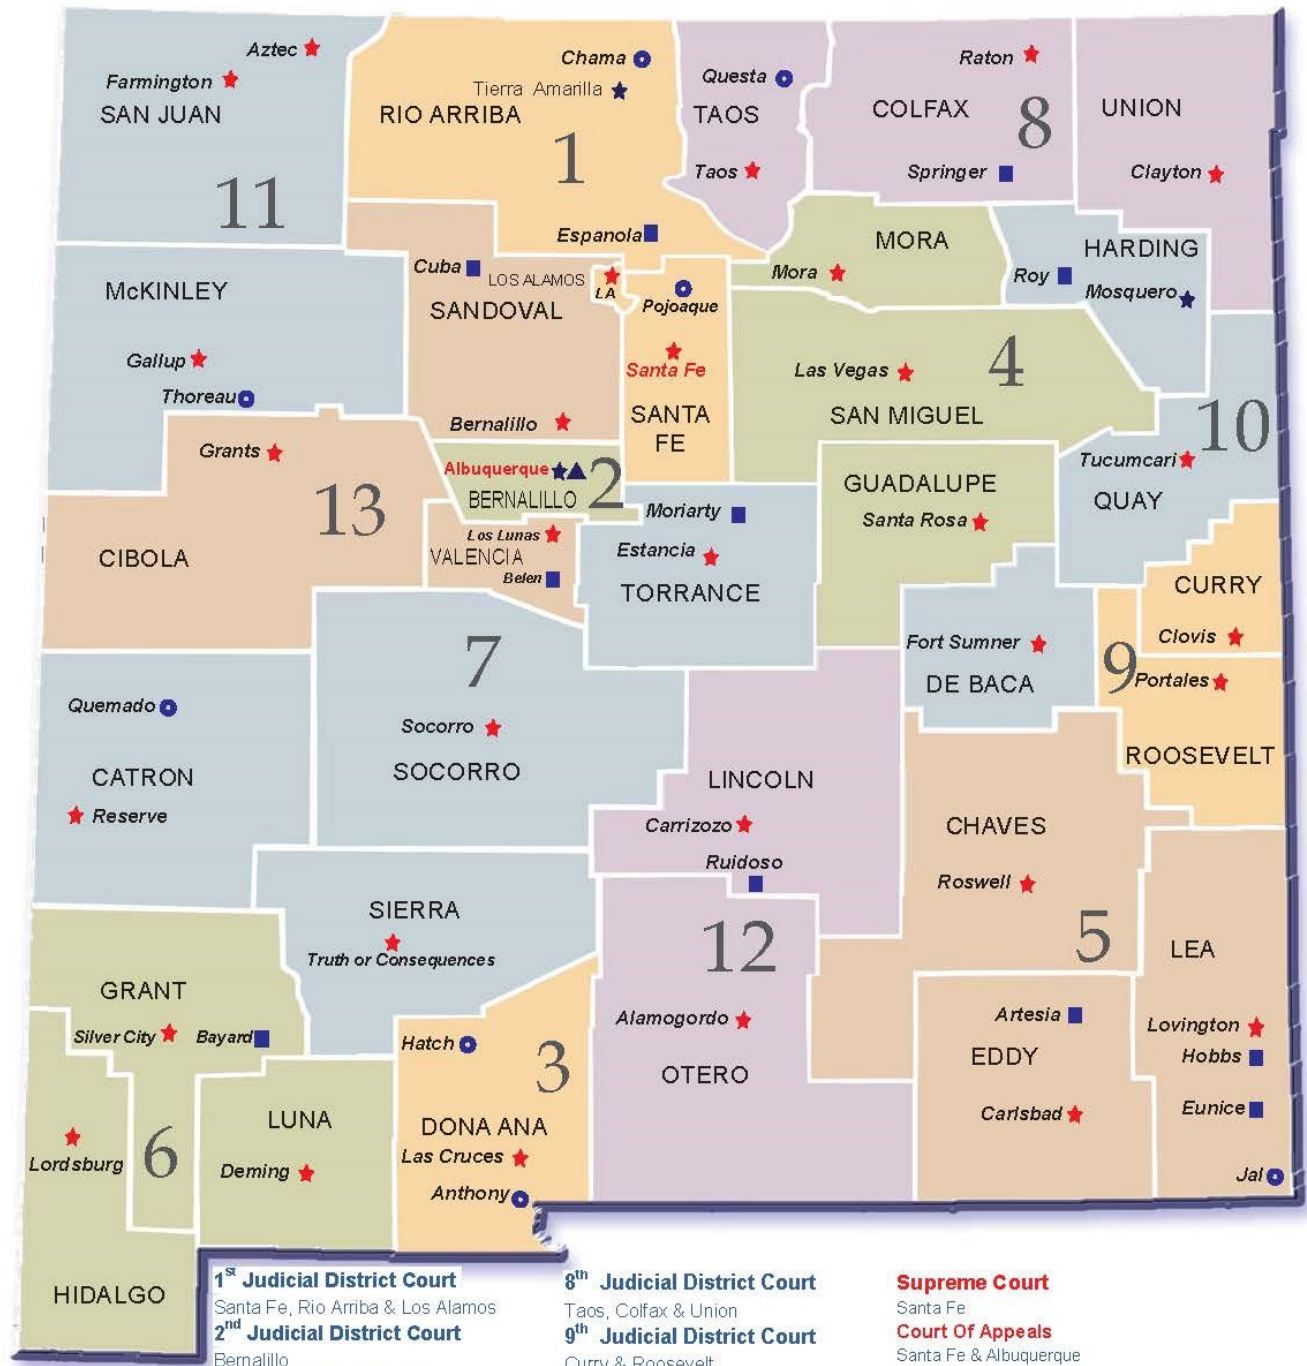 Aztec
Farmington
SAN JUAN
11
Chama
Tierra Amarilla
RIO ARRIBA
1
Espanola
Questa
TAOS
Taos
Raton
COLFAX
8
Springer
UNION
Clayton
McKINLEY
Gallup
Thoreau
Cuba
LOS ALAMOS
LA
SANDOVAL
Bernalillo
Pojoaque
Santa Fe
SANTA
FE
MORA
Mora
HARDING
Roy
Mosquero
Las Vegas
4
SAN MIGUEL
10
Tucumcari
QUAY
Grants
13
CIBOLA
Albuquerque
2
BERNALILLO
Los Lunas
VALENCIA
Belen
Moriarty
Estancia
TORRANCE
GUADALUPE
Santa Rosa
CURRY
Clovis
9
Portales
ROOSEVELT
Fort Sumner
DE BACA
7
Socorro
SOCORRO
Quemado
CATRON
Reserve
LINCOLN
Carrizozo
Ruidoso
CHAVES
Roswell
5
LEA
Lovington
Hobbs
Eunice
Jal
SIERRA
Truth or Consequences
12
Alamogordo
OTERO
Artesia
EDDY
Carlsbad
GRANT
Silver City
Bayard
6
Lordsburg
HIDALGO
LUNA
Deming
Hatch
3
DONA ANA
Las Cruces
Anthony
1st Judicial District Court
Santa Fe, Rio Arriba & Los Alamos
2nd Judicial District Court
Bernalillo
8th Judicial District Court
Taos, Colfax & Union
9th Judicial District Court
Curry & Roosevelt
Supreme Court
Santa Fe
Court Of Appeals
Santa Fe & Albuquerque